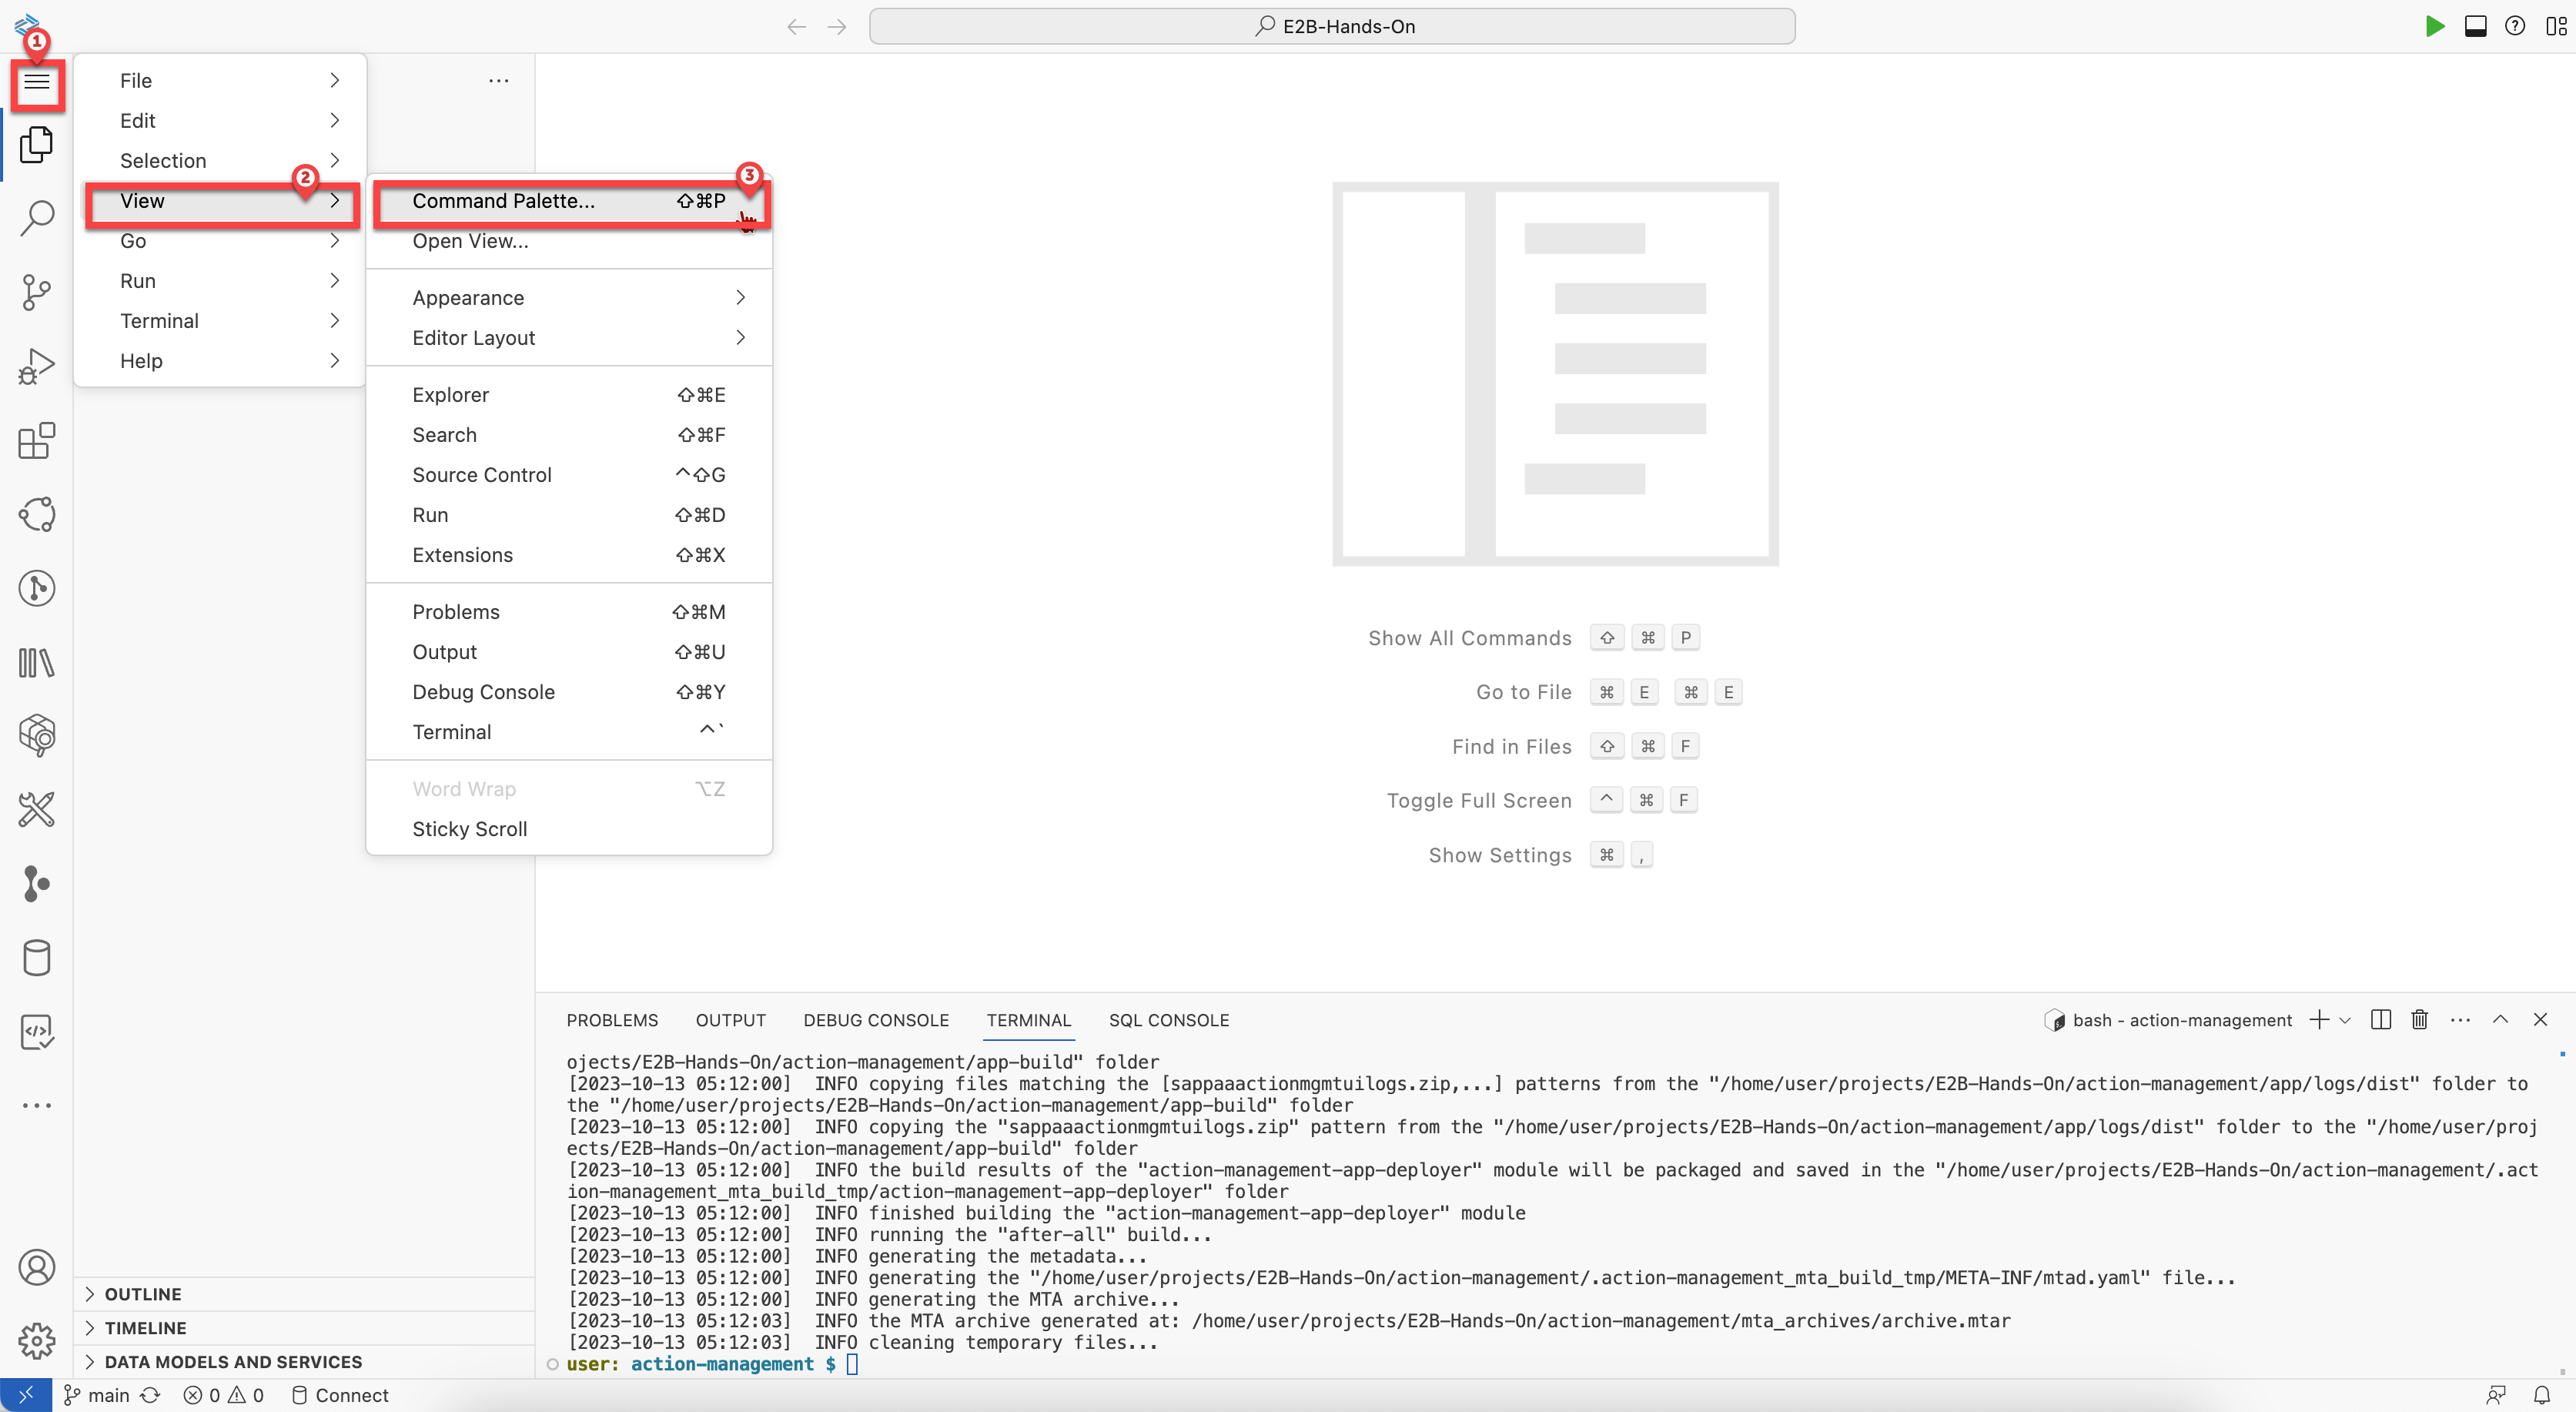 E2B-Hands-On
1
File
Edit
Selection
2
View
Go
Run
Terminal
Help
3
Command Palette... ⇧⌘P
Open View...
Appearance
Editor Layout
Explorer ⇧⌘E
Search ⇧⌘F
Source Control ^⇧G
Run ⇧⌘D
Extensions ⇧⌘X
Problems ⇧⌘M
Output ⇧⌘U
Debug Console ⇧⌘Y
Terminal ^`
Word Wrap ⌥Z
Sticky Scroll
Show All Commands ⇧ ⌘ P
Go to File ⌘ E ⌘ E
Find in Files ⇧ ⌘ F
Toggle Full Screen ^ ⌘ F
Show Settings ⌘ ,
PROBLEMS OUTPUT DEBUG CONSOLE TERMINAL SQL CONSOLE
bash - action-management
ojects/E2B-Hands-On/action-management/app-build" folder
[2023-10-13 05:12:00]  INFO copying files matching the [sappaaactionmgmtuilogs.zip,...] patterns from the "/home/user/projects/E2B-Hands-On/action-management/app/logs/dist" folder to
the "/home/user/projects/E2B-Hands-On/action-management/app-build" folder
[2023-10-13 05:12:00]  INFO copying the "sappaaactionmgmtuilogs.zip" pattern from the "/home/user/projects/E2B-Hands-On/action-management/app/logs/dist" folder to the "/home/user/proj
ects/E2B-Hands-On/action-management/app-build" folder
[2023-10-13 05:12:00]  INFO the build results of the "action-management-app-deployer" module will be packaged and saved in the "/home/user/projects/E2B-Hands-On/action-management/.act
ion-management_mta_build_tmp/action-management-app-deployer" folder
[2023-10-13 05:12:00]  INFO finished building the "action-management-app-deployer" module
[2023-10-13 05:12:00]  INFO running the "after-all" build...
[2023-10-13 05:12:00]  INFO generating the metadata...
[2023-10-13 05:12:00]  INFO generating the "/home/user/projects/E2B-Hands-On/action-management/.action-management_mta_build_tmp/META-INF/mtad.yaml" file...
[2023-10-13 05:12:00]  INFO generating the MTA archive...
[2023-10-13 05:12:03]  INFO the MTA archive generated at: /home/user/projects/E2B-Hands-On/action-management/mta_archives/archive.mtar
[2023-10-13 05:12:03]  INFO cleaning temporary files...
user: action-management $
OUTLINE
TIMELINE
DATA MODELS AND SERVICES
main 0 0 Connect